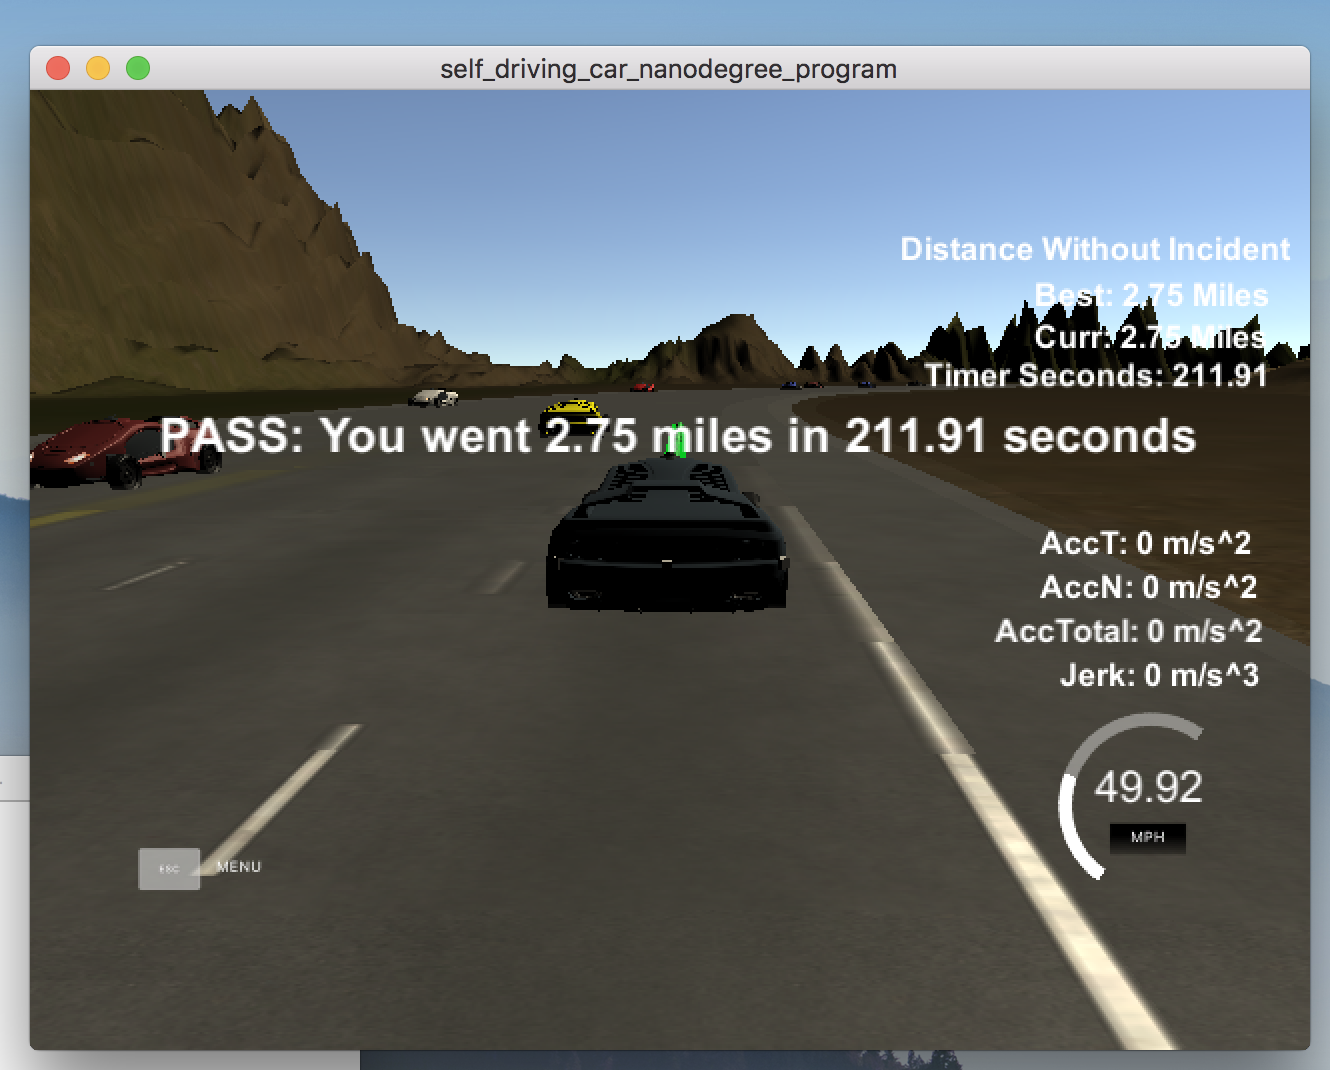 self_driving_car_nanodegree_program
Distance Without Incident
Best: 2.75 Miles
Curr: 2.75 Miles
Timer Seconds: 211.91
PASS: You went 2.75 miles in 211.91 seconds
AccT: 0 m/s^2
AccN: 0 m/s^2
AccTotal: 0 m/s^2
Jerk: 0 m/s^3
49.92
MPH
ESC MENU